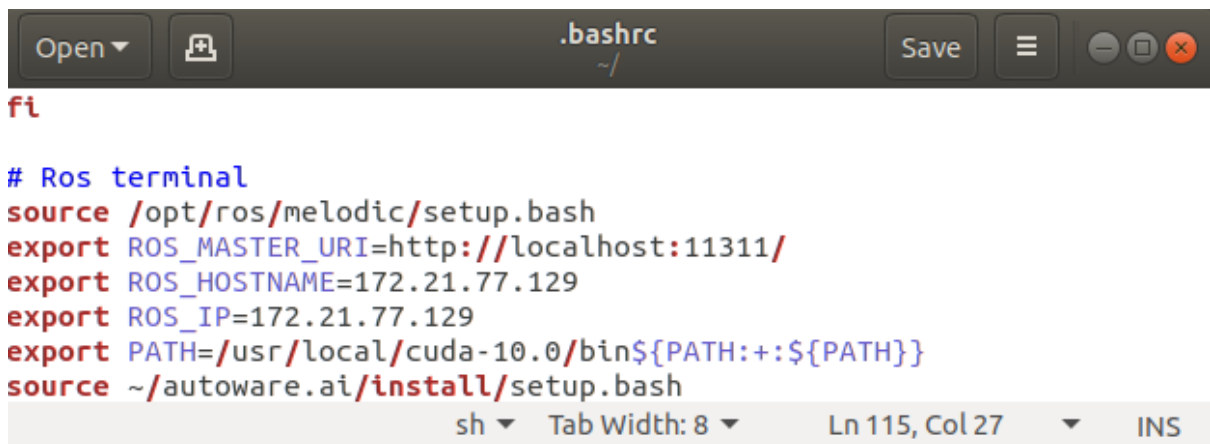 Open
.bashrc
~/
Save
fi
# Ros terminal
source /opt/ros/melodic/setup.bash
export ROS_MASTER_URI=http://localhost:11311/
export ROS_HOSTNAME=172.21.77.129
export ROS_IP=172.21.77.129
export PATH=/usr/local/cuda-10.0/bin${PATH:+:${PATH}}
source ~/autoware.ai/install/setup.bash
sh Tab Width: 8 Ln 115, Col 27 INS